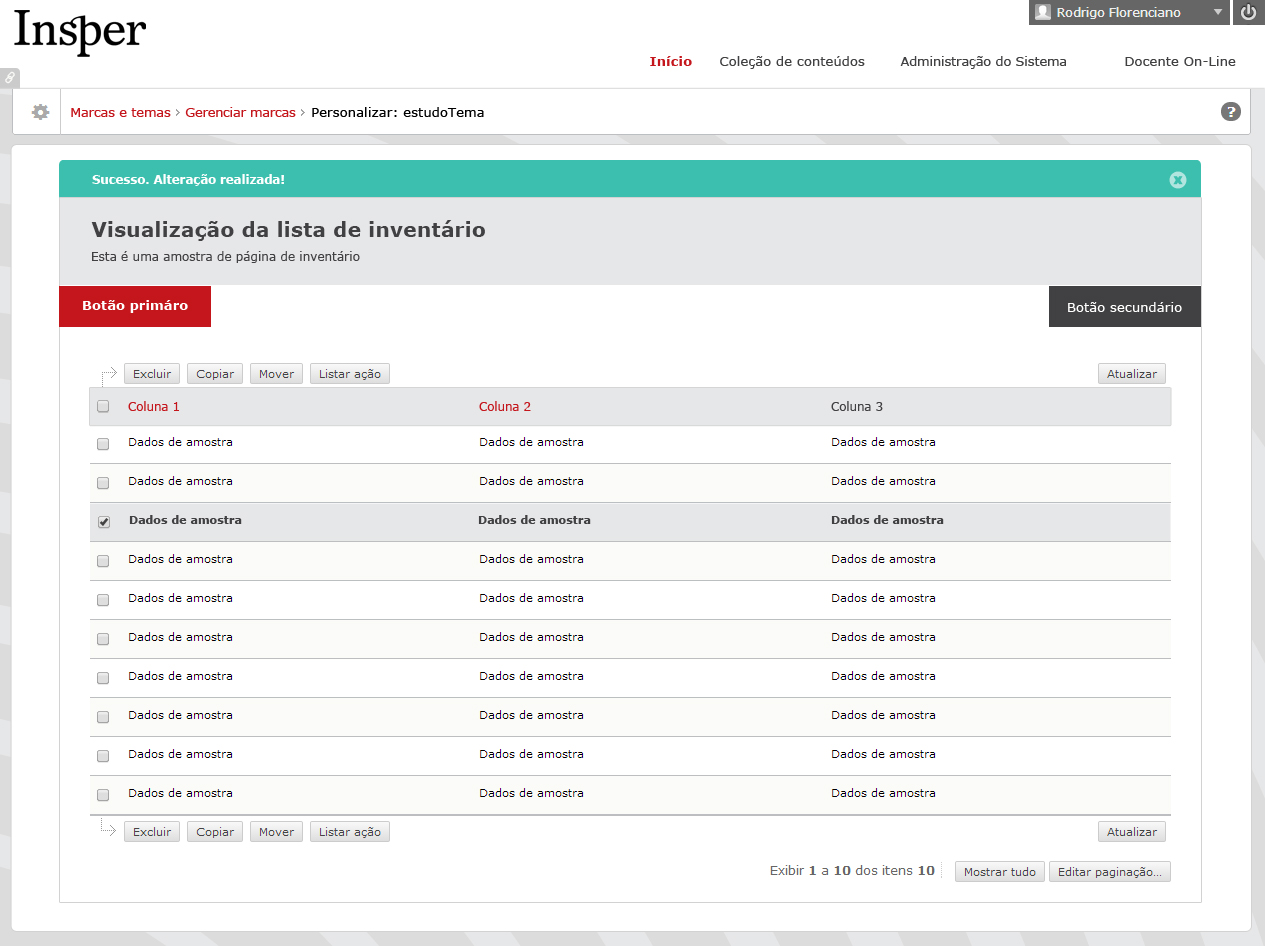 Insper
Rodrigo Florenciano
Início Coleção de conteúdos Administração do Sistema Docente On-Line
Marcas e temas › Gerenciar marcas › Personalizar: estudoTema ?
Sucesso. Alteração realizada!
Visualização da lista de inventário
Esta é uma amostra de página de inventário
Botão primáro Botão secundário
Excluir Copiar Mover Listar ação Atualizar
Coluna 1 Coluna 2 Coluna 3
Dados de amostra Dados de amostra Dados de amostra
Dados de amostra Dados de amostra Dados de amostra
Dados de amostra Dados de amostra Dados de amostra
Dados de amostra Dados de amostra Dados de amostra
Dados de amostra Dados de amostra Dados de amostra
Dados de amostra Dados de amostra Dados de amostra
Dados de amostra Dados de amostra Dados de amostra
Dados de amostra Dados de amostra Dados de amostra
Dados de amostra Dados de amostra Dados de amostra
Dados de amostra Dados de amostra Dados de amostra
Excluir Copiar Mover Listar ação Atualizar
Exibir 1 a 10 dos itens 10 Mostrar tudo Editar paginação...